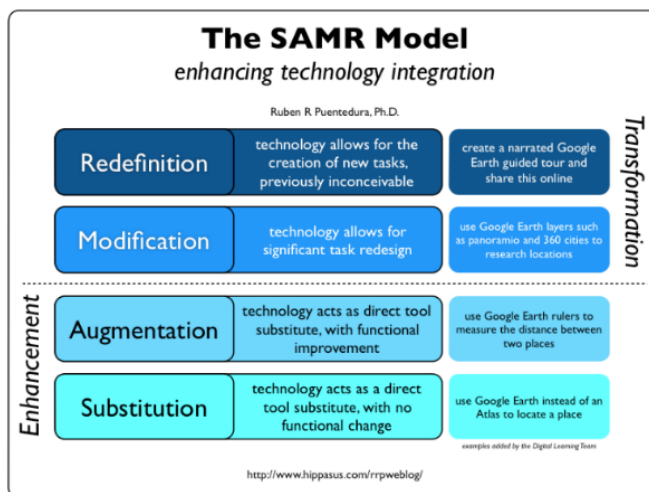 The SAMR Model
enhancing technology integration
Ruben R Puentedura, Ph.D.
Transformation
Redefinition
technology allows for the
creation of new tasks,
previously inconceivable
create a narrated Google
Earth guided tour and
share this online
Modification
technology allows for
significant task redesign
use Google Earth layers such
as panoramio and 360 cities to
research locations
Enhancement
Augmentation
technology acts as direct tool
substitute, with functional
improvement
use Google Earth rulers to
measure the distance between
two places
Substitution
technology acts as a direct
tool substitute, with no
functional change
use Google Earth instead of an
Atlas to locate a place
examples added by the Digital Learning Team
http://www.hippasus.com/rrpweblog/